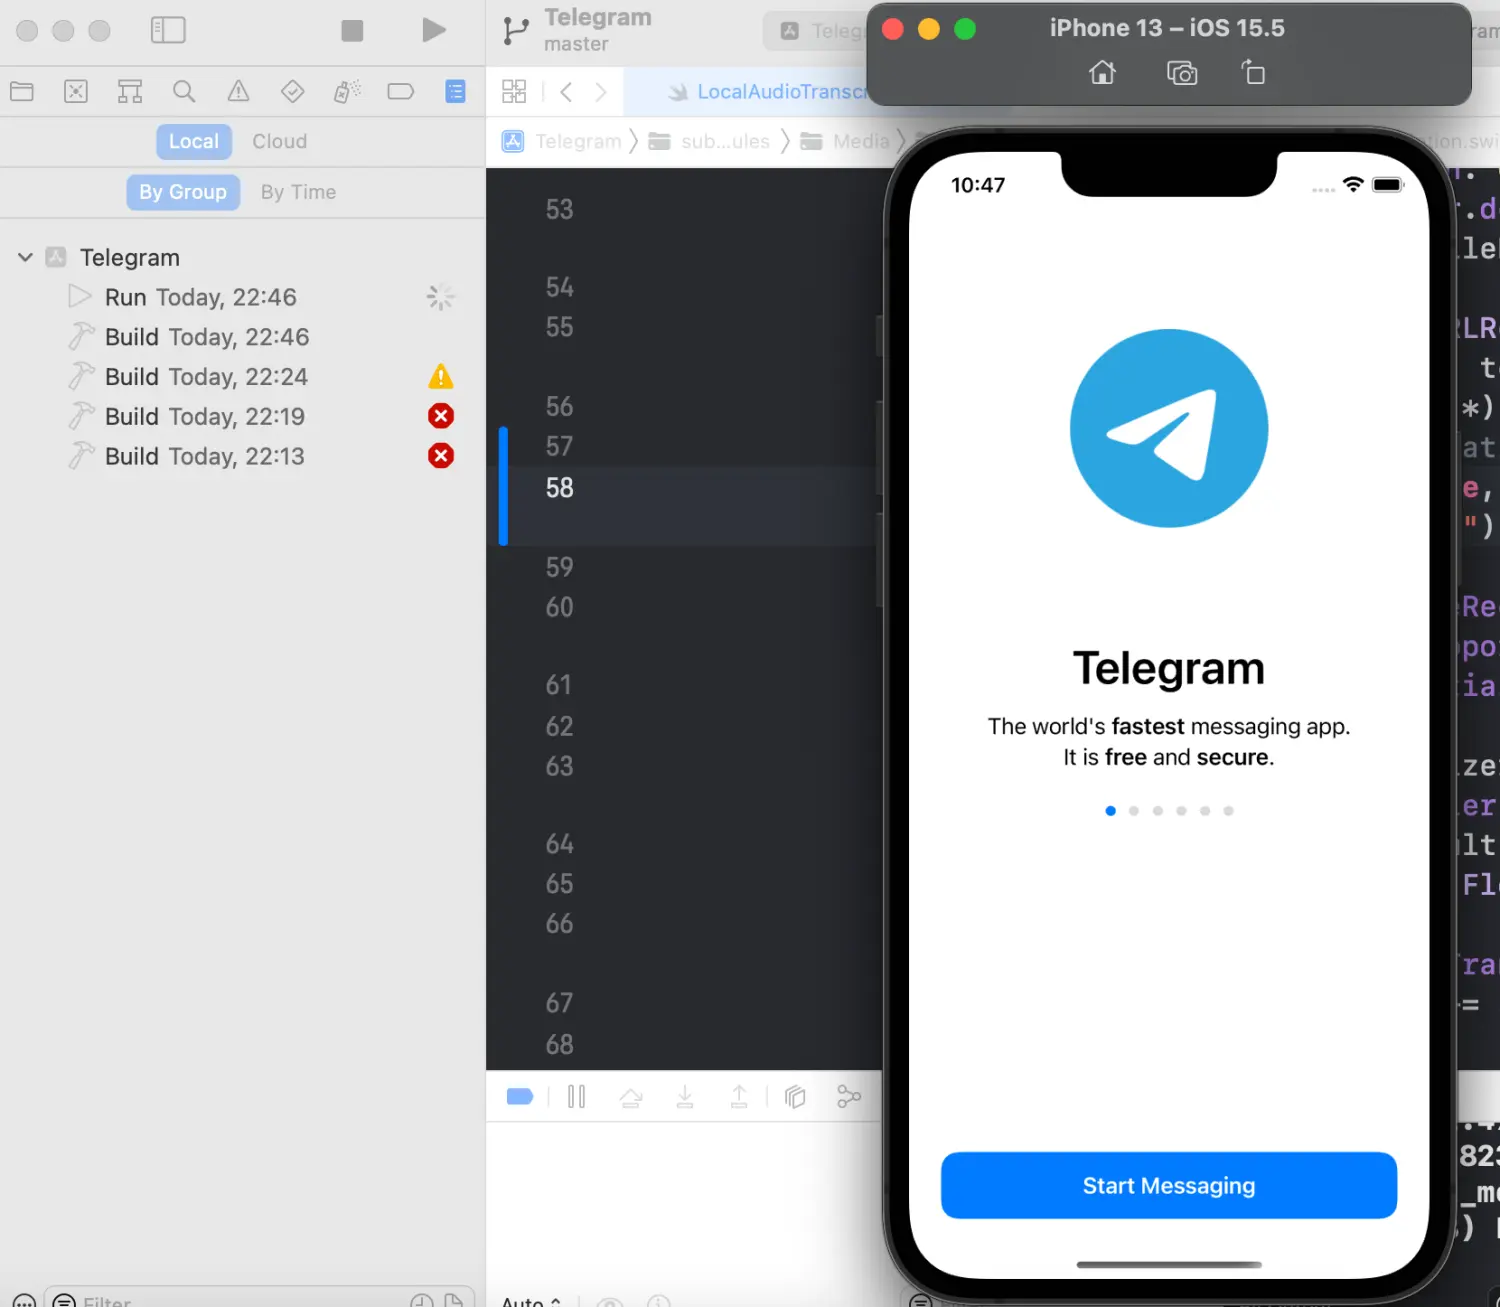 Telegram
master
Local
Cloud
By Group
By Time
Telegram
Run Today, 22:46
Build Today, 22:46
Build Today, 22:24
Build Today, 22:19
Build Today, 22:13
Filter
LocalAudioTranscr
Telegram
sub...ules
Media
53
54
55
56
57
58
59
60
61
62
63
64
65
66
67
68
Auto
iPhone 13 – iOS 15.5
10:47
Telegram
The world's fastest messaging app.
It is free and secure.
Start Messaging